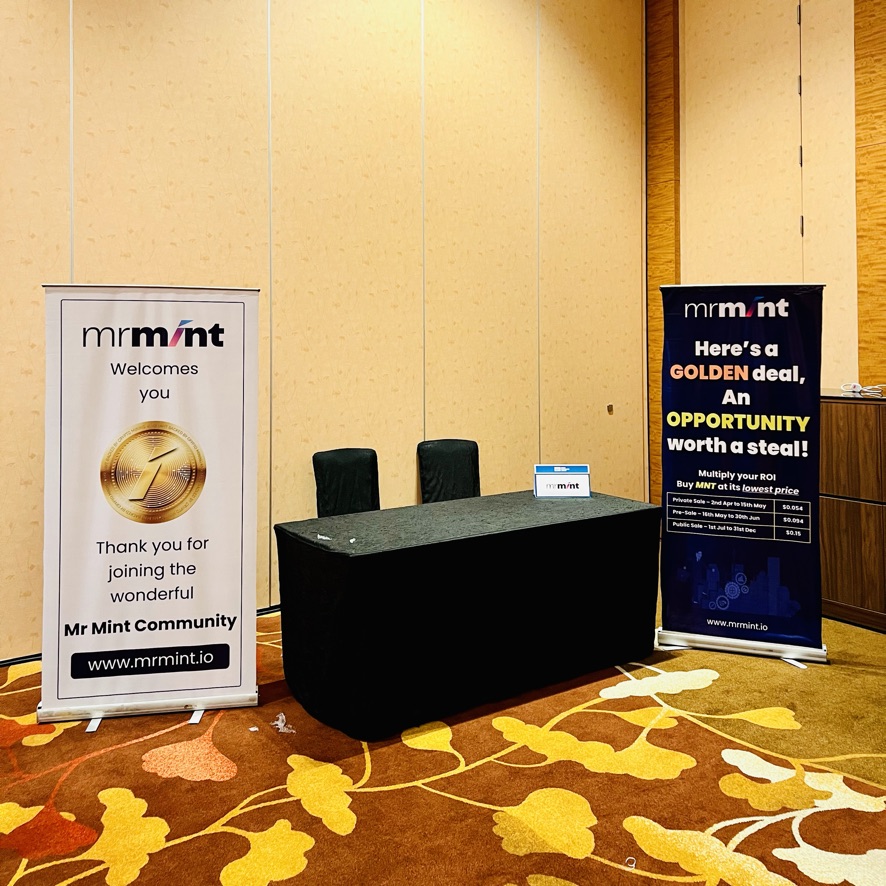 mrmint
Welcomes
you
Thank you for
joining the
wonderful
Mr Mint Community
www.mrmint.io
mrmint
mrmint
Here's a
GOLDEN deal,
An
OPPORTUNITY
worth a steal!
Multiply your ROI
Buy MNT at its lowest price
Private Sale – 2nd Apr to 15th May $0.054
Pre-Sale – 16th May to 30th Jun $0.094
Public Sale – 1st Jul to 31st Dec $0.15
www.mrmint.io